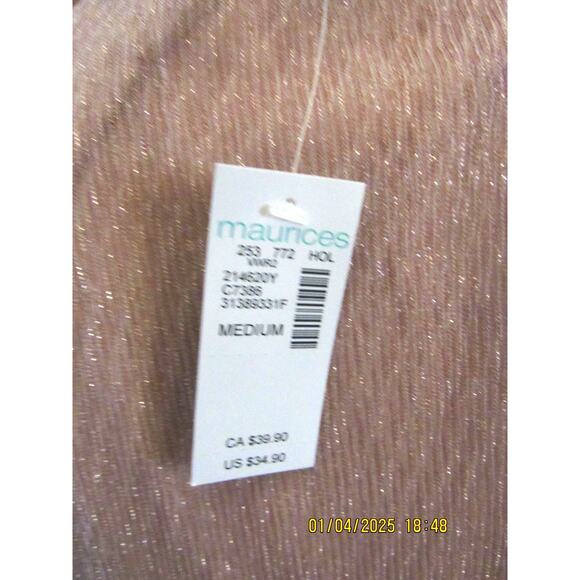 maurices
253 772 HOL
VWR2
214620Y
C7386
31389331F
MEDIUM
CA $39.90
US $34.90
01/04/2025 18:48